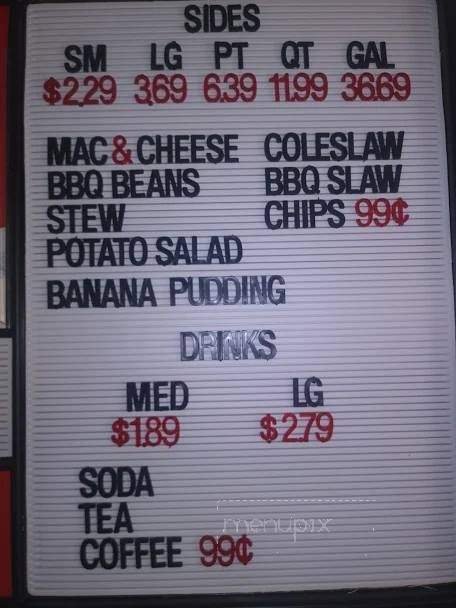 SIDES
SM LG PT QT GAL
$2.29 3.69 6.39 11.99 36.69
MAC & CHEESE COLESLAW
BBQ BEANS BBQ SLAW
STEW CHIPS 99¢
POTATO SALAD
BANANA PUDDING
DRINKS
MED LG
$1.89 $2.79
SODA
TEA
COFFEE 99¢
menupix